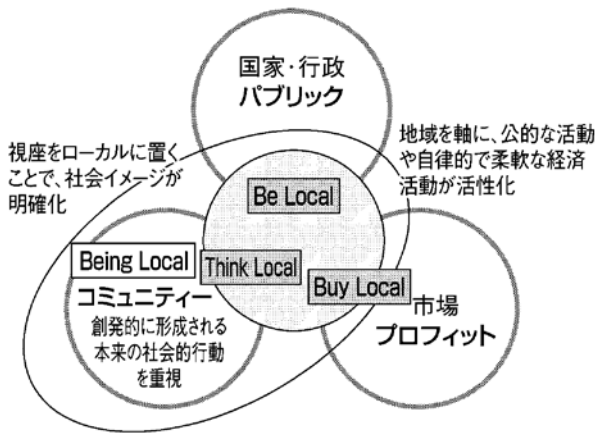 国家・行政
パブリック
視座をローカルに置く
ことで、社会イメージが
明確化
地域を軸に、公的な活動
や自律的で柔軟な経済
活動が活性化
Be Local
Being Local
Think Local
Buy Local
コミュニティー
創発的に形成される
本来の社会的行動
を重視
市場
プロフィット